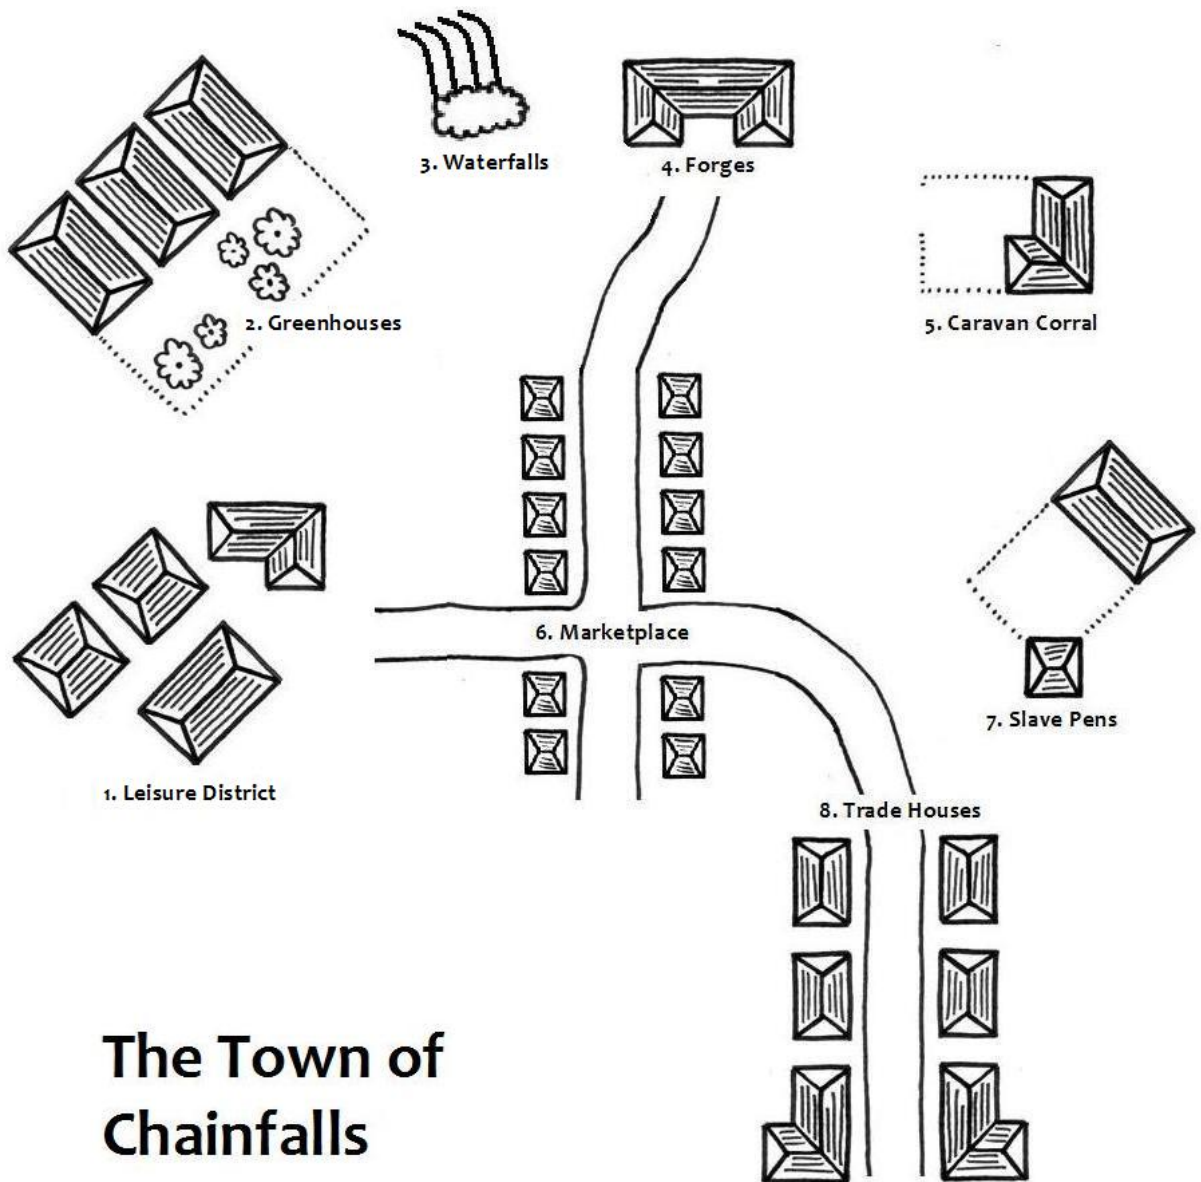 3. Waterfalls
4. Forges
2. Greenhouses
5. Caravan Corral
6. Marketplace
7. Slave Pens
1. Leisure District
8. Trade Houses
The Town of
Chainfalls